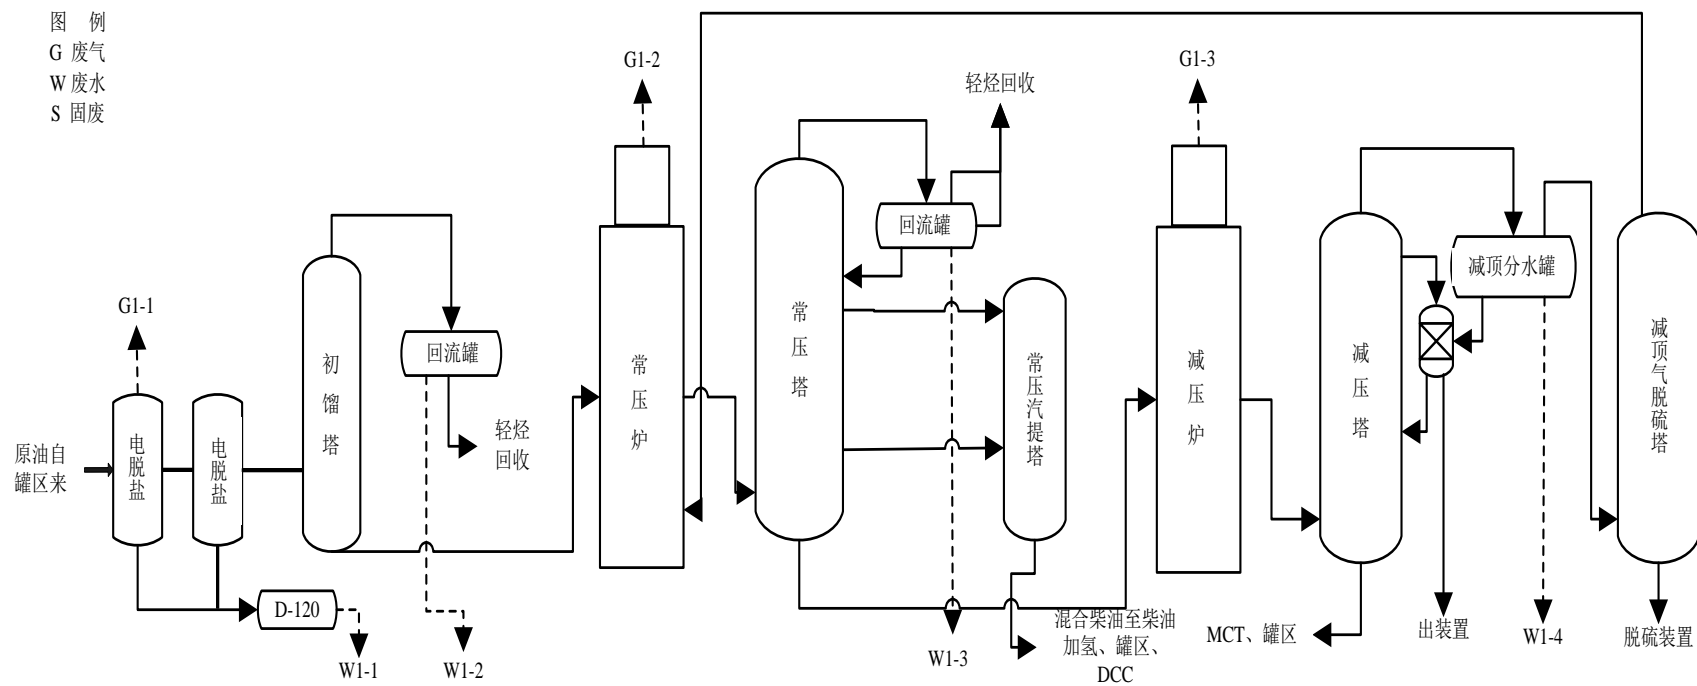 图 例
G 废气
W 废水
S 固废
G1-1
原油自
罐区来
电脱盐
电脱盐
D-120
W1-1
初馏塔
回流罐
轻烃
回收
W1-2
G1-2
常压炉
常压塔
回流罐
轻烃回收
常压汽提塔
W1-3
混合柴油至柴油
加氢、罐区、
DCC
G1-3
减压炉
减压塔
减顶分水罐
MCT、罐区
出装置
W1-4
减顶气脱硫塔
脱硫装置